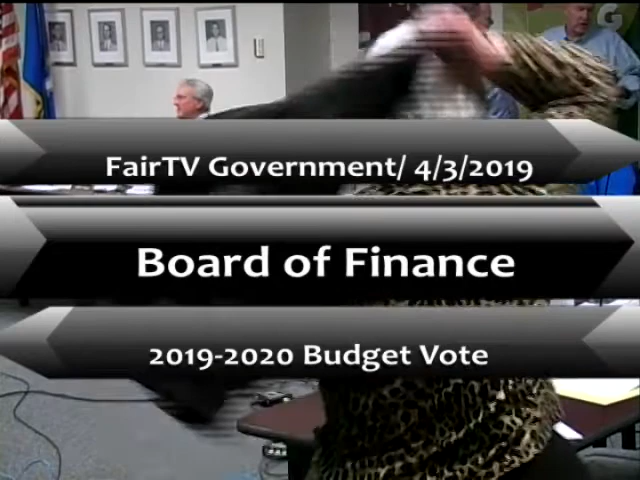 FairTV Government/ 4/3/2019
Board of Finance
2019-2020 Budget Vote